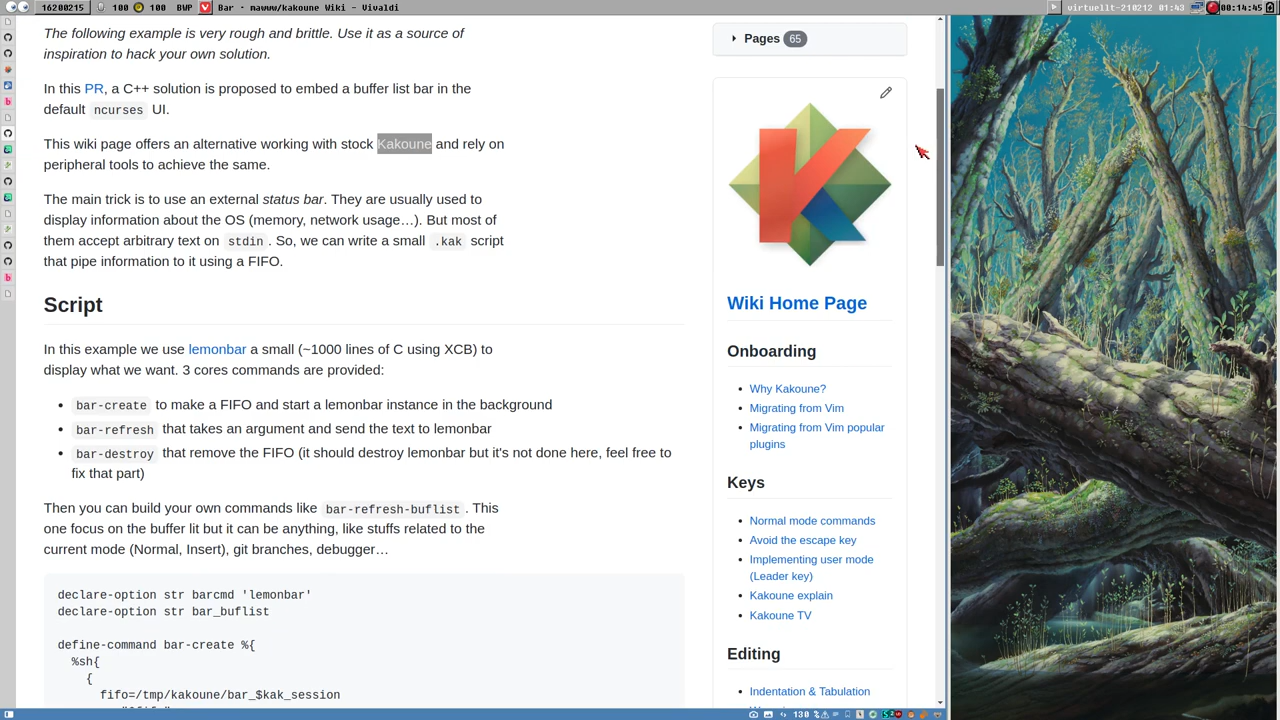 16200215 100 100 BWP Bar - mawww/kakoune Wiki - Vivaldi virtuellt-210212 01:43 00:14:45
The following example is very rough and brittle. Use it as a source of
inspiration to hack your own solution.
In this PR, a C++ solution is proposed to embed a buffer list bar in the
default ncurses UI.
This wiki page offers an alternative working with stock Kakoune and rely on
peripheral tools to achieve the same.
The main trick is to use an external status bar. They are usually used to
display information about the OS (memory, network usage…). But most of
them accept arbitrary text on stdin. So, we can write a small .kak script
that pipe information to it using a FIFO.
Script
In this example we use lemonbar a small (~1000 lines of C using XCB) to
display what we want. 3 cores commands are provided:
• bar-create to make a FIFO and start a lemonbar instance in the background
• bar-refresh that takes an argument and send the text to lemonbar
• bar-destroy that remove the FIFO (it should destroy lemonbar but it's not done here, feel free to
fix that part)
Then you can build your own commands like bar-refresh-buflist. This
one focus on the buffer lit but it can be anything, like stuffs related to the
current mode (Normal, Insert), git branches, debugger…
declare-option str barcmd 'lemonbar'
declare-option str bar_buflist
define-command bar-create %{
%sh{
{
fifo=/tmp/kakoune/bar_$kak_session
Pages 65
Wiki Home Page
Onboarding
• Why Kakoune?
• Migrating from Vim
• Migrating from Vim popular
plugins
Keys
• Normal mode commands
• Avoid the escape key
• Implementing user mode
(Leader key)
• Kakoune explain
• Kakoune TV
Editing
• Indentation & Tabulation
130 %